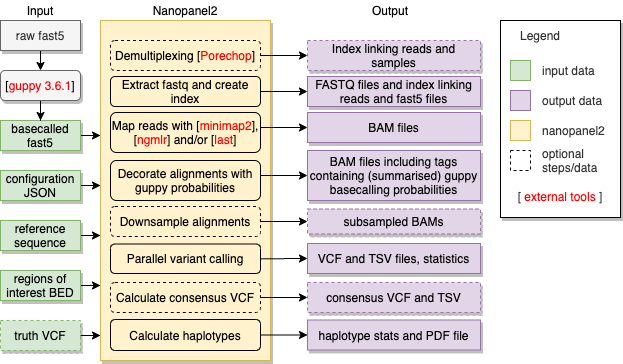 Input
Nanopanel2
Output
raw fast5
[guppy 3.6.1]
basecalled
fast5
configuration
JSON
reference
sequence
regions of
interest BED
truth VCF
Demultiplexing [Porechop]
Extract fastq and create
index
Map reads with [minimap2],
[ngmlr] and/or [last]
Decorate alignments with
guppy probabilities
Downsample alignments
Parallel variant calling
Calculate consensus VCF
Calculate haplotypes
Index linking reads and
samples
FASTQ files and index linking
reads and fast5 files
BAM files
BAM files including tags
containing (summarised) guppy
basecalling probabilities
subsampled BAMs
VCF and TSV files, statistics
consensus VCF and TSV
haplotype stats and PDF file
Legend
input data
output data
nanopanel2
optional
steps/data
[ external tools ]